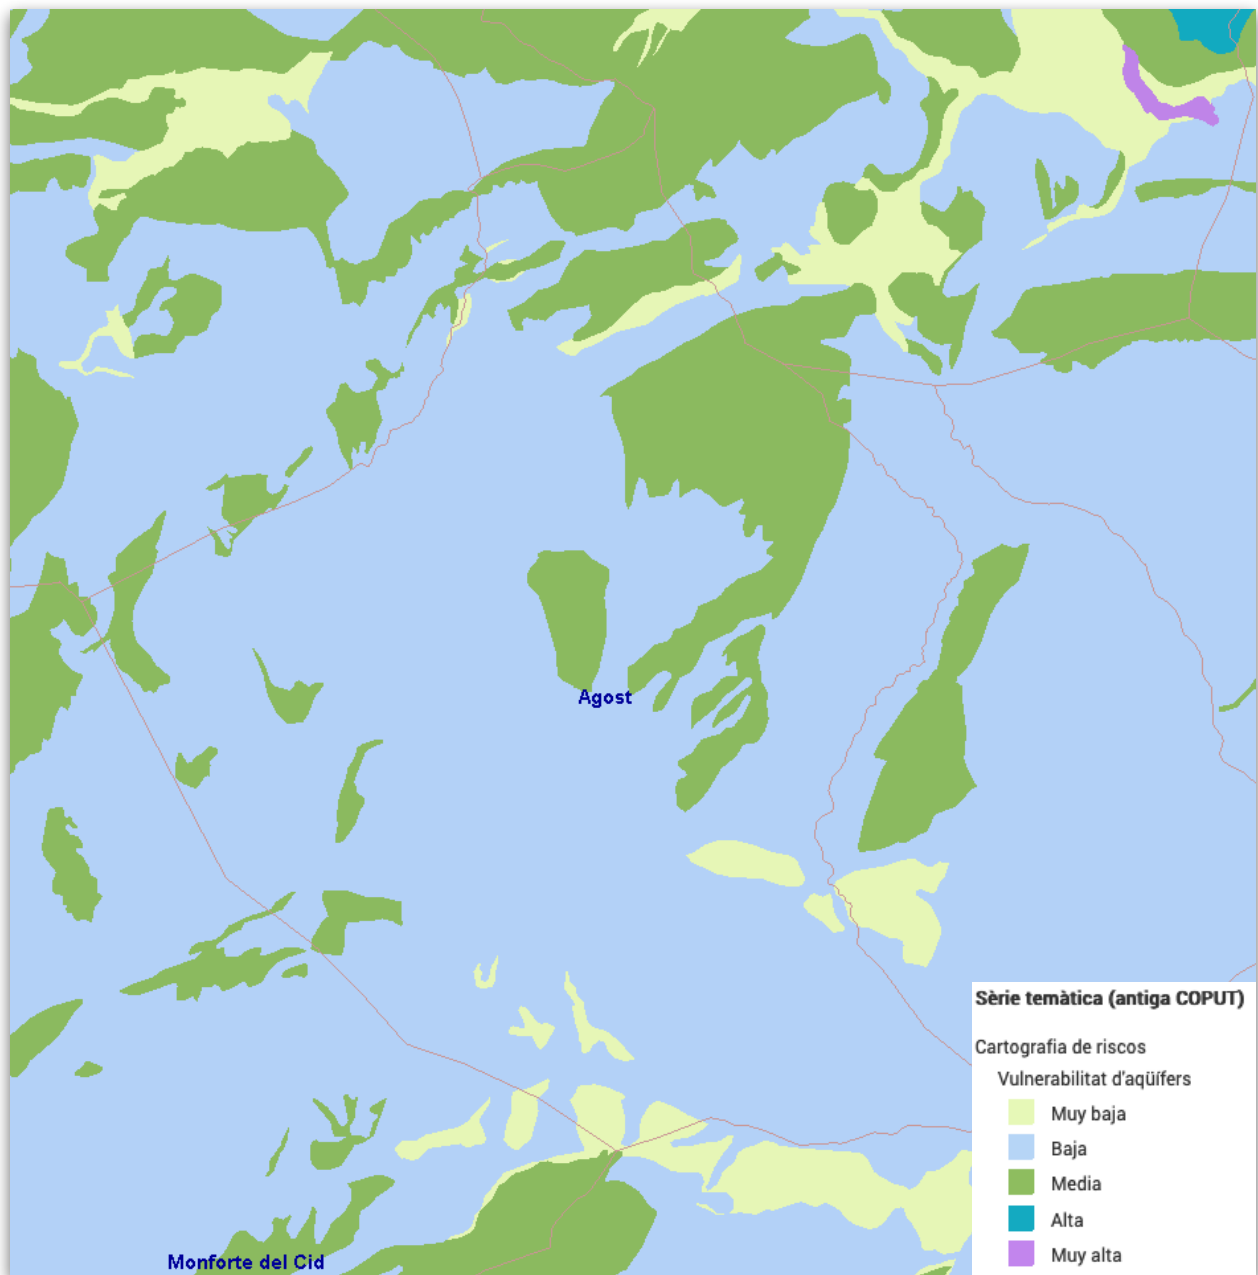 Agost
Sèrie temàtica (antiga COPUT)
Cartografia de riscos
Vulnerabilitat d'aqüífers
Muy baja
Baja
Media
Alta
Muy alta
Monforte del Cid